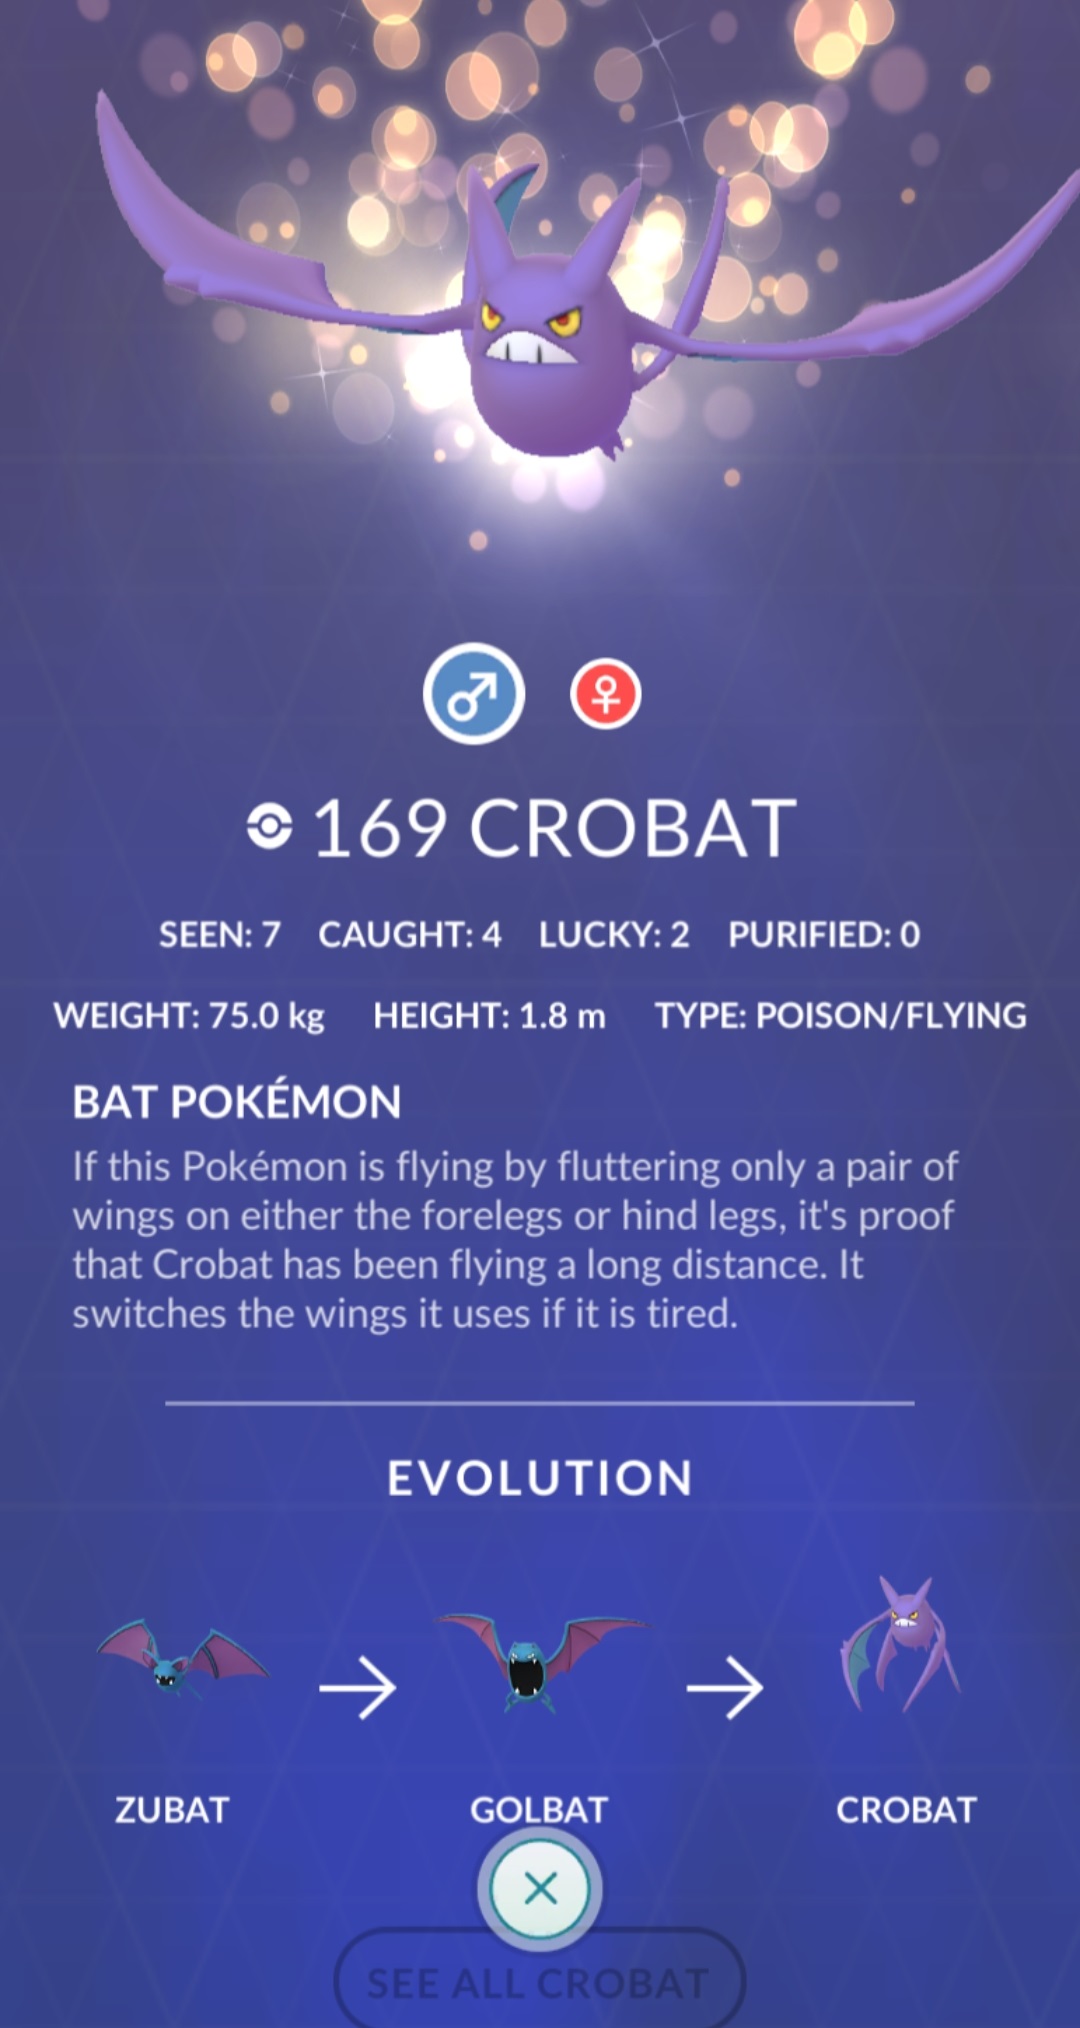 169 CROBAT
SEEN: 7 CAUGHT: 4 LUCKY: 2 PURIFIED: 0
WEIGHT: 75.0 kg HEIGHT: 1.8 m TYPE: POISON/FLYING
BAT POKÉMON
If this Pokémon is flying by fluttering only a pair of
wings on either the forelegs or hind legs, it's proof
that Crobat has been flying a long distance. It
switches the wings it uses if it is tired.
EVOLUTION
ZUBAT GOLBAT CROBAT
SEE ALL CROBAT